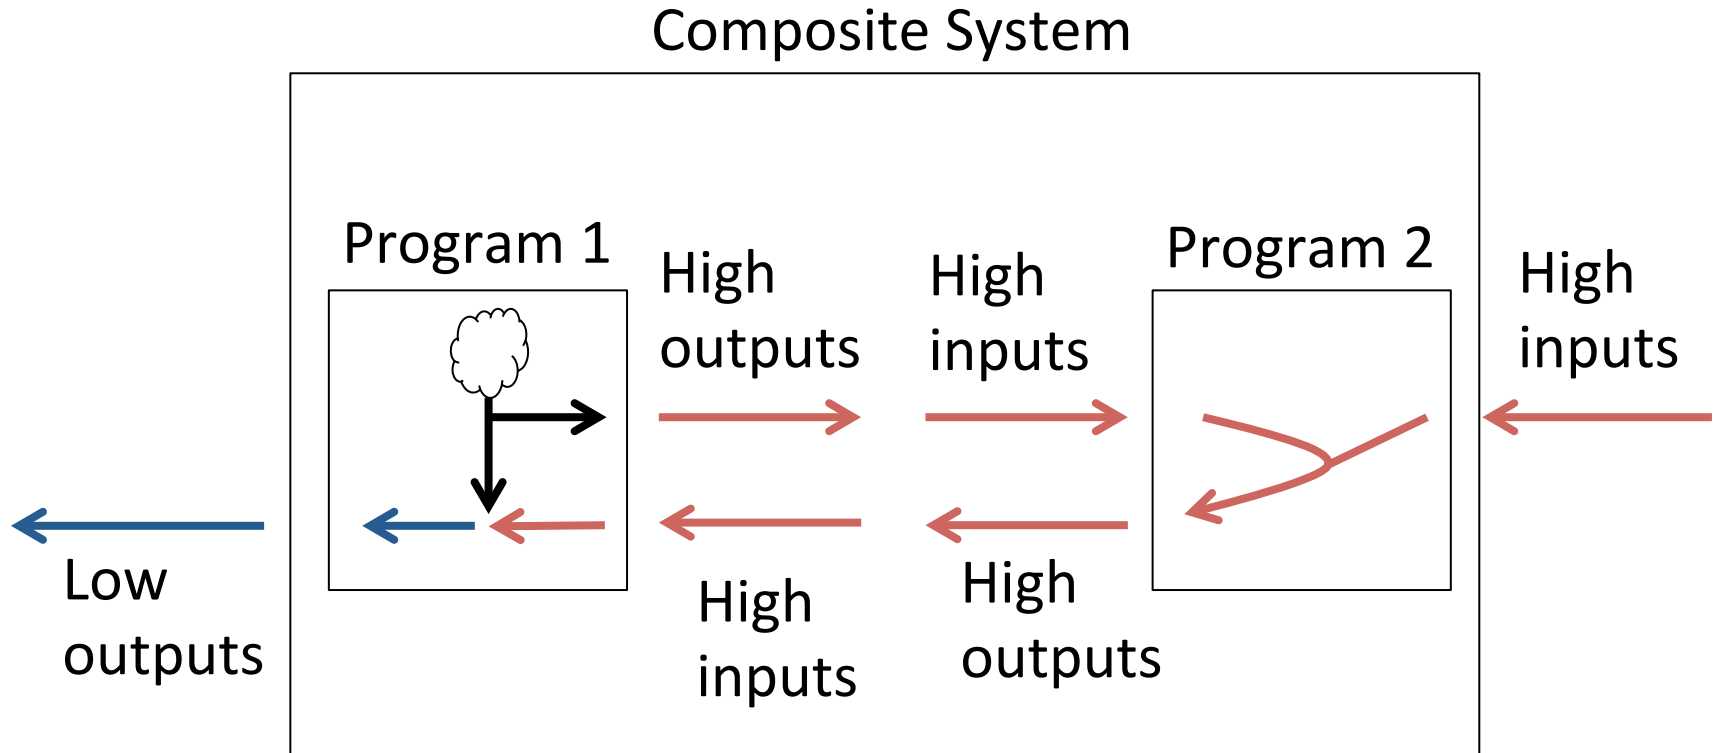 Composite System
Program 1
High
outputs
High
inputs
Program 2
High
inputs
Low
outputs
High
inputs
High
outputs